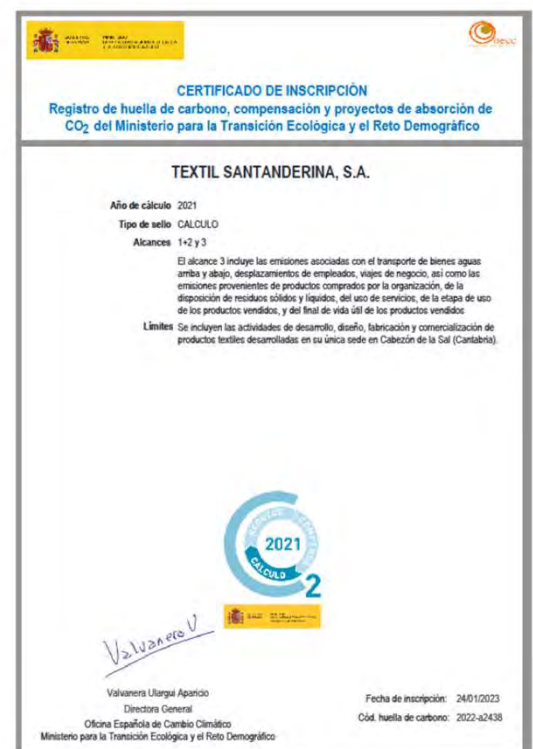 CERTIFICADO DE INSCRIPCIÓN
Registro de huella de carbono, compensación y proyectos de absorción de
CO2 del Ministerio para la Transición Ecológica y el Reto Demográfico
TEXTIL SANTANDERINA, S.A.
Año de cálculo 2021
Tipo de sello CALCULO
Alcances 1+2 y 3
El alcance 3 incluye las emisiones asociadas con el transporte de bienes aguas
arriba y abajo, desplazamientos de empleados, viajes de negocio, así como las
emisiones provenientes de productos comprados por la organización, de la
disposición de residuos sólidos y líquidos, del uso de servicios, de la etapa de uso
de los productos vendidos, y del final de vida útil de los productos vendidos
Límites Se incluyen las actividades de desarrollo, diseño, fabricación y comercialización de
productos textiles desarrolladas en su única sede en Cabezón de la Sal (Cantabria).
2021
CALCULO
2
Valvanera U
Valvanera Ulargui Aparicio
Directora General
Oficina Española de Cambio Climático
Ministerio para la Transición Ecológica y el Reto Demográfico
Fecha de inscripción: 24/01/2023
Cód. huella de carbono: 2022-a2438